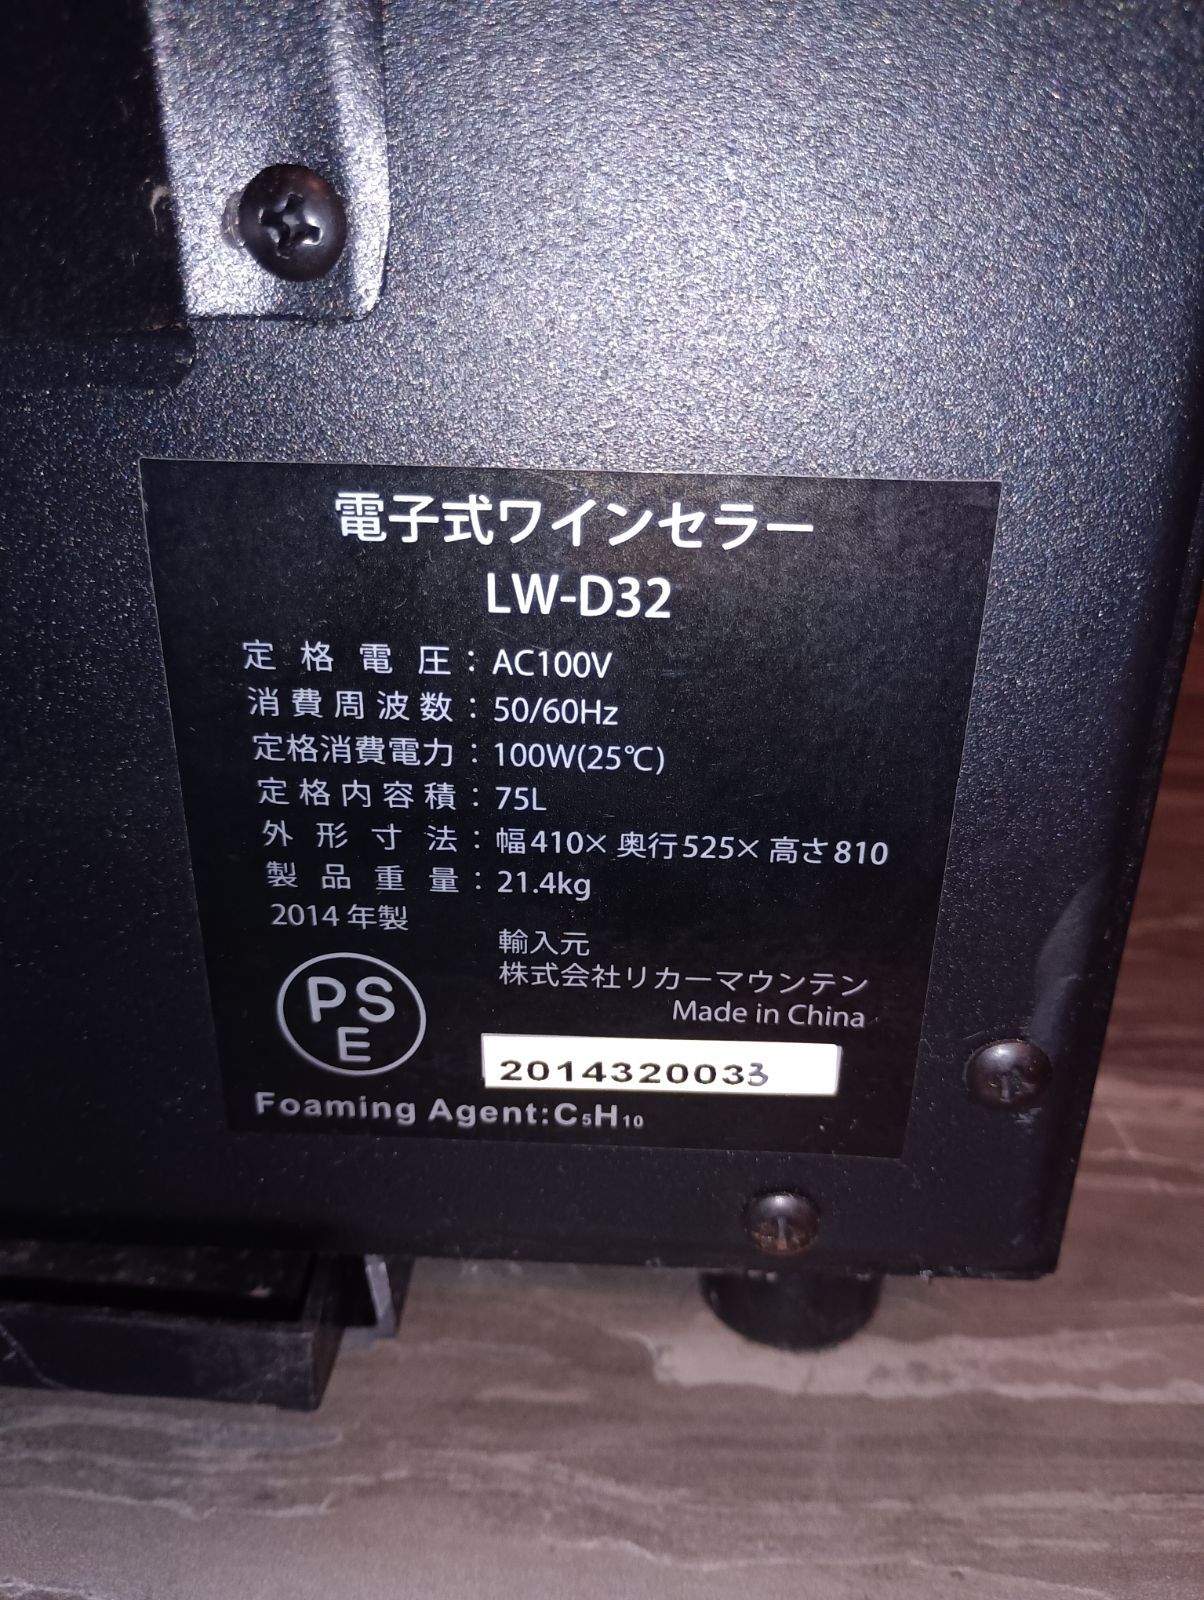 電子式ワインセラー
LW-D32
定格電圧：AC100V
消費周波数：50/60Hz
定格消費電力：100W(25℃)
定格内容積：75L
外形寸法：幅410×奥行525×高さ810
製品重量：21.4kg
2014年製
輸入元
株式会社リカーマウンテン
Made in China
PS
E
2014320033
Foaming Agent:C₅H₁₀